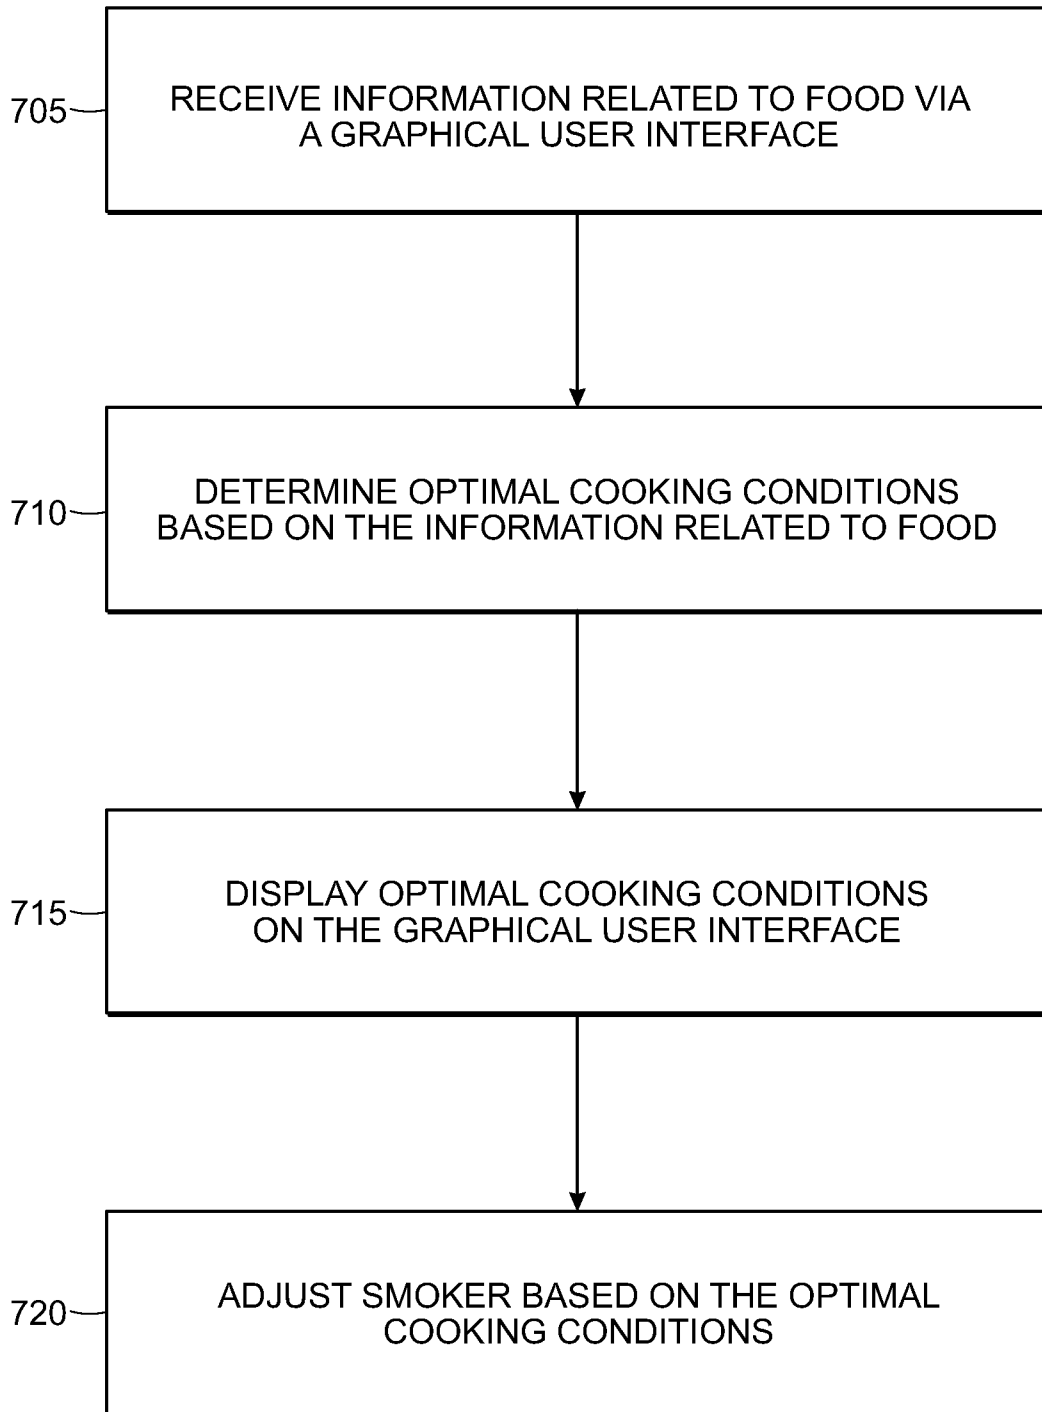 705
RECEIVE INFORMATION RELATED TO FOOD VIA
A GRAPHICAL USER INTERFACE
710
DETERMINE OPTIMAL COOKING CONDITIONS
BASED ON THE INFORMATION RELATED TO FOOD
715
DISPLAY OPTIMAL COOKING CONDITIONS
ON THE GRAPHICAL USER INTERFACE
720
ADJUST SMOKER BASED ON THE OPTIMAL
COOKING CONDITIONS